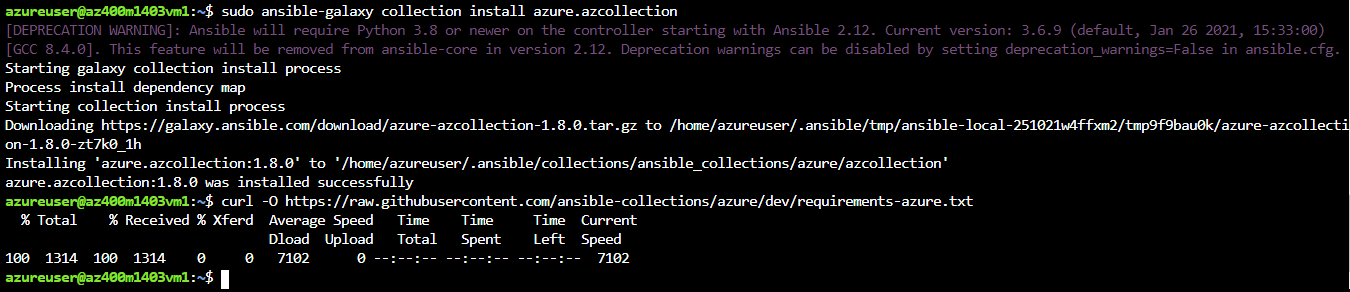 azureuser@az400m1403vm1:~$ sudo ansible-galaxy collection install azure.azcollection
[DEPRECATION WARNING]: Ansible will require Python 3.8 or newer on the controller starting with Ansible 2.12. Current version: 3.6.9 (default, Jan 26 2021, 15:33:00)
[GCC 8.4.0]. This feature will be removed from ansible-core in version 2.12. Deprecation warnings can be disabled by setting deprecation_warnings=False in ansible.cfg.
Starting galaxy collection install process
Process install dependency map
Starting collection install process
Downloading https://galaxy.ansible.com/download/azure-azcollection-1.8.0.tar.gz to /home/azureuser/.ansible/tmp/ansible-local-251021w4ffxm2/tmp9f9bau0k/azure-azcollecti
on-1.8.0-zt7k0_1h
Installing 'azure.azcollection:1.8.0' to '/home/azureuser/.ansible/collections/ansible_collections/azure/azcollection'
azure.azcollection:1.8.0 was installed successfully
azureuser@az400m1403vm1:~$ curl -O https://raw.githubusercontent.com/ansible-collections/azure/dev/requirements-azure.txt
  % Total    % Received % Xferd  Average Speed   Time    Time     Time  Current
                                 Dload  Upload   Total   Spent    Left  Speed
100  1314  100  1314    0     0   7102      0 --:--:-- --:--:-- --:--:--  7102
azureuser@az400m1403vm1:~$